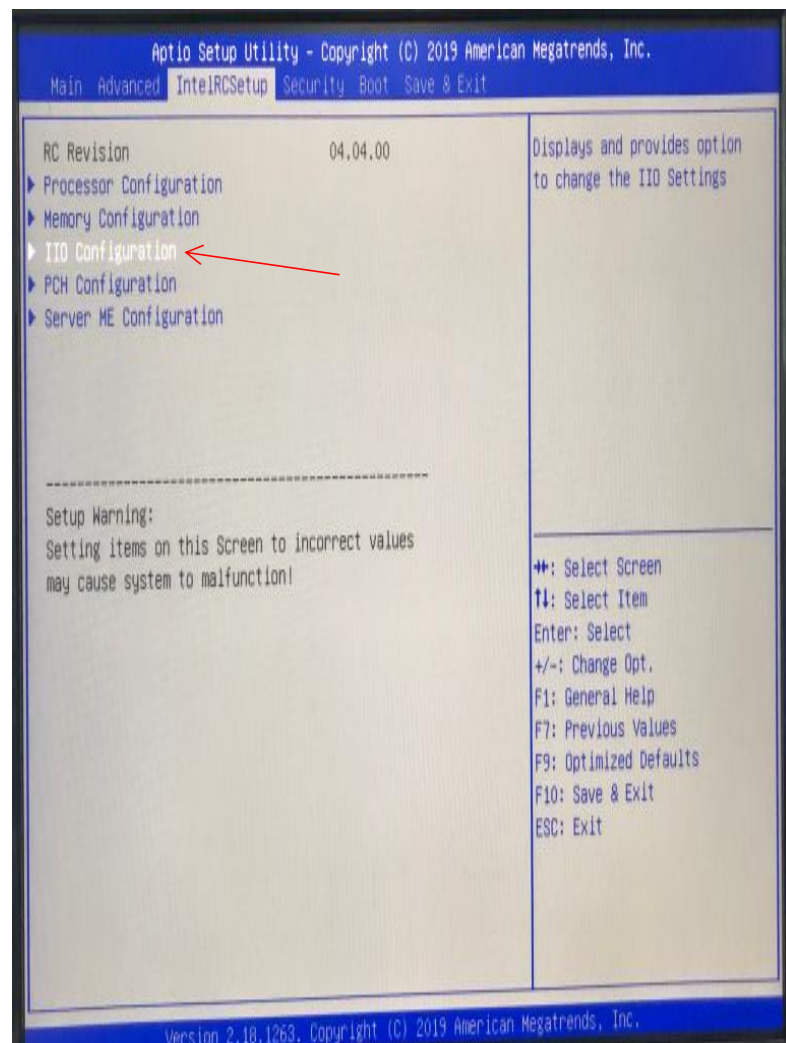 Aptio Setup Utility - Copyright (C) 2019 American Megatrends, Inc.
Main Advanced IntelRCSetup Security Boot Save & Exit
RC Revision 04.04.00
Processor Configuration
Memory Configuration
IIO Configuration
PCH Configuration
Server ME Configuration
------------------------------------------------
Setup Warning:
Setting items on this Screen to incorrect values
may cause system to malfunction!
Displays and provides option
to change the IIO Settings
→←: Select Screen
↑↓: Select Item
Enter: Select
+/-: Change Opt.
F1: General Help
F7: Previous Values
F9: Optimized Defaults
F10: Save & Exit
ESC: Exit
Version 2.18.1263. Copyright (C) 2019 American Megatrends, Inc.